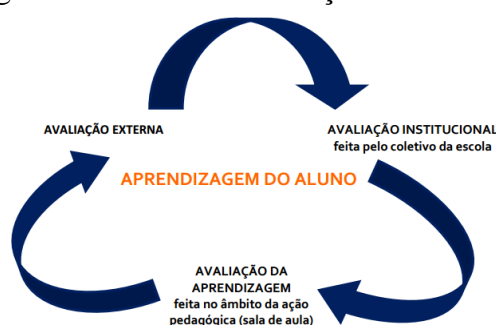 AVALIAÇÃO EXTERNA
AVALIAÇÃO INSTITUCIONAL
feita pelo coletivo da escola
APRENDIZAGEM DO ALUNO
AVALIAÇÃO DA
APRENDIZAGEM
feita no âmbito da ação
pedagógica (sala de aula)